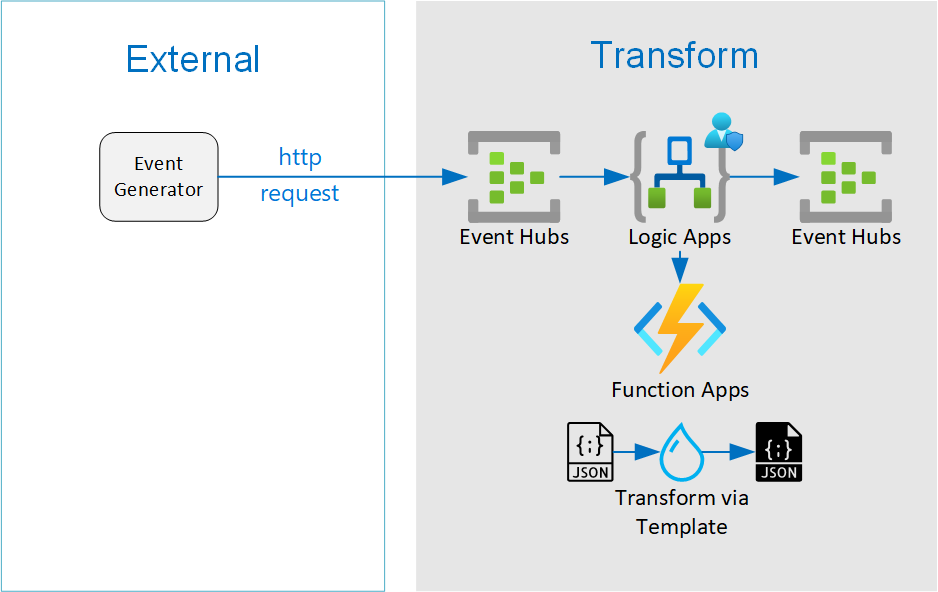 External
Transform
Event
Generator
http
request
Event Hubs
Logic Apps
Event Hubs
Function Apps
{;}
JSON
{;}
JSON
Transform via
Template